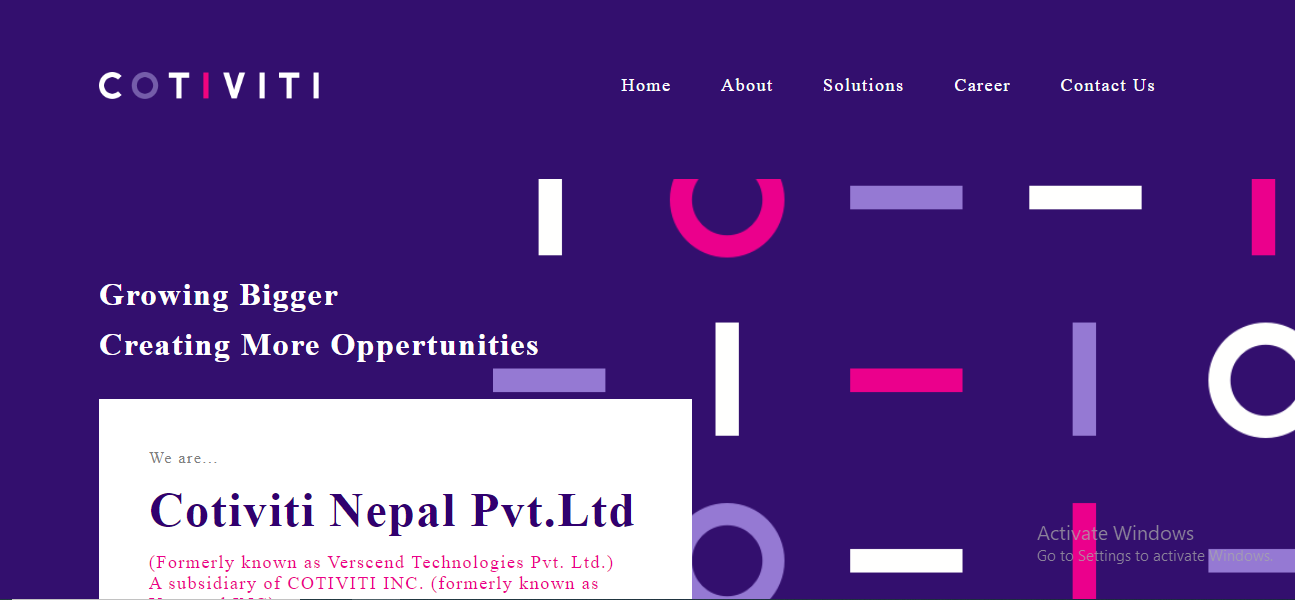 COTIVITI
Home About Solutions Career Contact Us
Growing Bigger
Creating More Oppertunities
We are...
Cotiviti Nepal Pvt.Ltd
(Formerly known as Verscend Technologies Pvt. Ltd.)
A subsidiary of COTIVITI INC. (formerly known as
Activate Windows
Go to Settings to activate Windows.